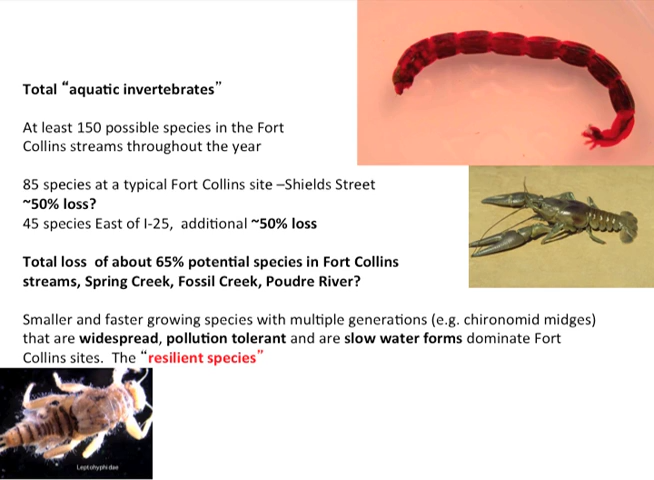 Total “aquatic invertebrates”
At least 150 possible species in the Fort
Collins streams throughout the year
85 species at a typical Fort Collins site –Shields Street
~50% loss?
45 species East of I-25, additional ~50% loss
Total loss of about 65% potential species in Fort Collins
streams, Spring Creek, Fossil Creek, Poudre River?
Smaller and faster growing species with multiple generations (e.g. chironomid midges)
that are widespread, pollution tolerant and are slow water forms dominate Fort
Collins sites. The “resilient species”
Leptohyphidae